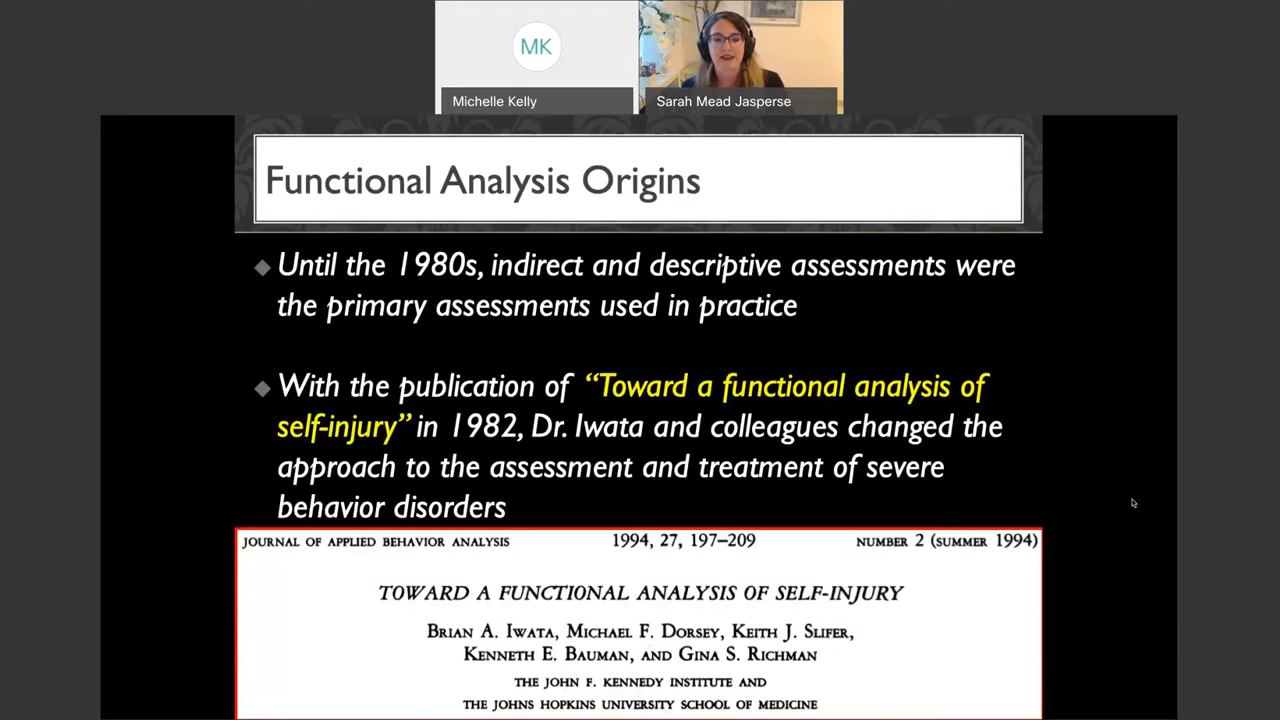 MK
Michelle Kelly
Sarah Mead Jasperse
Functional Analysis Origins
Until the 1980s, indirect and descriptive assessments were
the primary assessments used in practice
With the publication of “Toward a functional analysis of
self-injury” in 1982, Dr. Iwata and colleagues changed the
approach to the assessment and treatment of severe
behavior disorders
JOURNAL OF APPLIED BEHAVIOR ANALYSIS 1994, 27, 197–209 NUMBER 2 (SUMMER 1994)
TOWARD A FUNCTIONAL ANALYSIS OF SELF-INJURY
BRIAN A. IWATA, MICHAEL F. DORSEY, KEITH J. SLIFER,
KENNETH E. BAUMAN, AND GINA S. RICHMAN
THE JOHN F. KENNEDY INSTITUTE AND
THE JOHNS HOPKINS UNIVERSITY SCHOOL OF MEDICINE